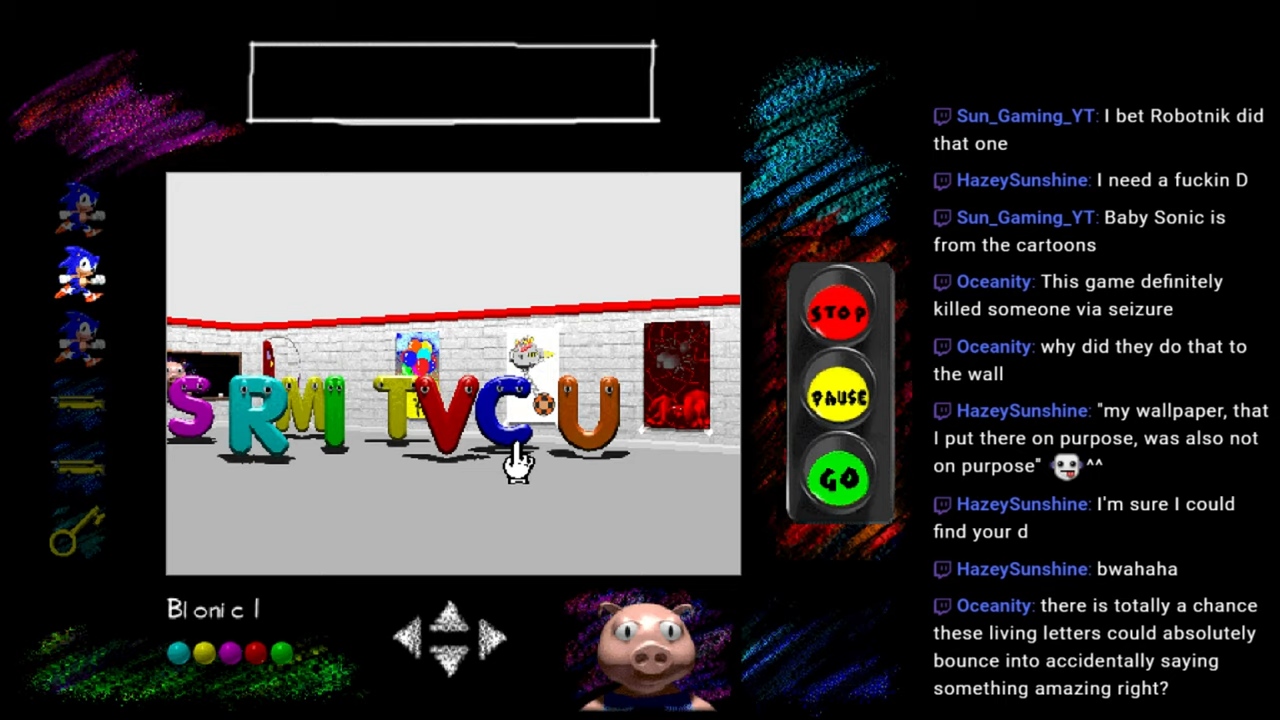 S R M I T V C U
STOP
PAUSE
GO
Blonic 1
Sun_Gaming_YT: I bet Robotnik did
that one
HazeySunshine: I need a fuckin D
Sun_Gaming_YT: Baby Sonic is
from the cartoons
Oceanity: This game definitely
killed someone via seizure
Oceanity: why did they do that to
the wall
HazeySunshine: "my wallpaper, that
I put there on purpose, was also not
on purpose" ^^
HazeySunshine: I'm sure I could
find your d
HazeySunshine: bwahaha
Oceanity: there is totally a chance
these living letters could absolutely
bounce into accidentally saying
something amazing right?